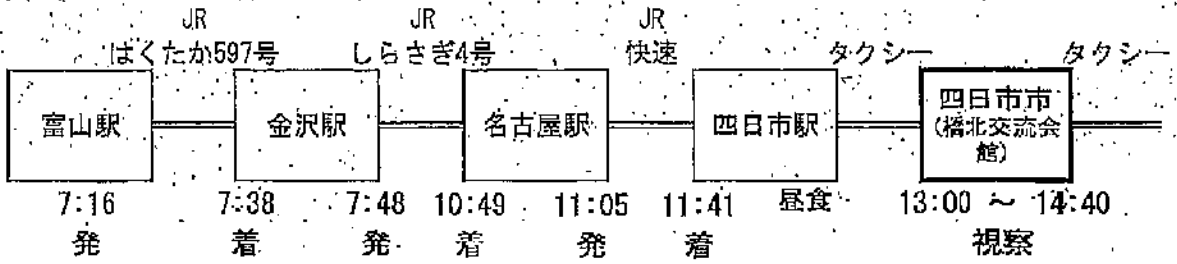 JR JR JR
はくたか597号 しらさぎ4号 快速 タクシー タクシー
富山駅 金沢駅 名古屋駅 四日市駅 四日市市
(橋北交流会
館)
7:16 7:38 7:48 10:49 11:05 11:41 昼食 13:00 ~ 14:40
発 着 発 着 発 着 視察